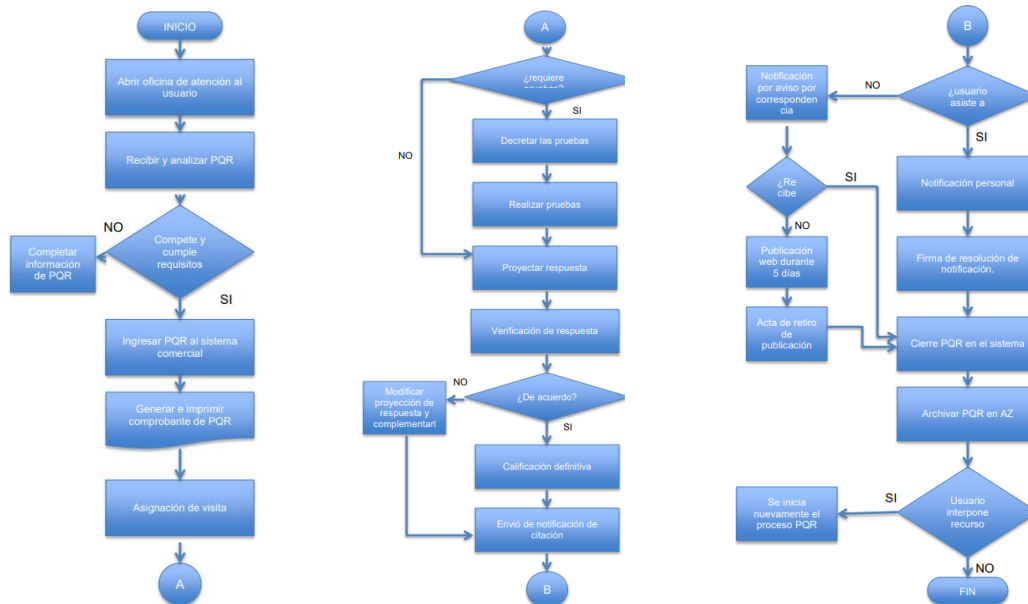 INICIO
Abrir oficina de atención al
usuario
Recibir y analizar PQR
NO
Compete y
cumple
requisitos
Completar
información
de PQR
SI
Ingresar PQR al sistema
comercial
Generar e imprimir
comprobante de PQR
Asignación de visita
A
A
¿requiere
SI
Decretar las pruebas
NO
Realizar pruebas
Proyectar respuesta
Verificación de respuesta
NO
¿De acuerdo?
Modificar
proyección de
respuesta y
complementarl
SI
Calificación definitiva
Envió de notificación de
citación
B
B
Notificación
por aviso por
corresponden
cia
NO
¿usuario
asiste a
SI
¿Re
cibe
SI
Notificación personal
NO
Publicación
web durante
5 días
Firma de resolución de
notificación.
Acta de retiro
de
publicación
Cierre PQR en el sistema
Archivar PQR en AZ
Se inicia
nuevamente el
proceso PQR
SI
Usuario
interpone
recurso
NO
FIN